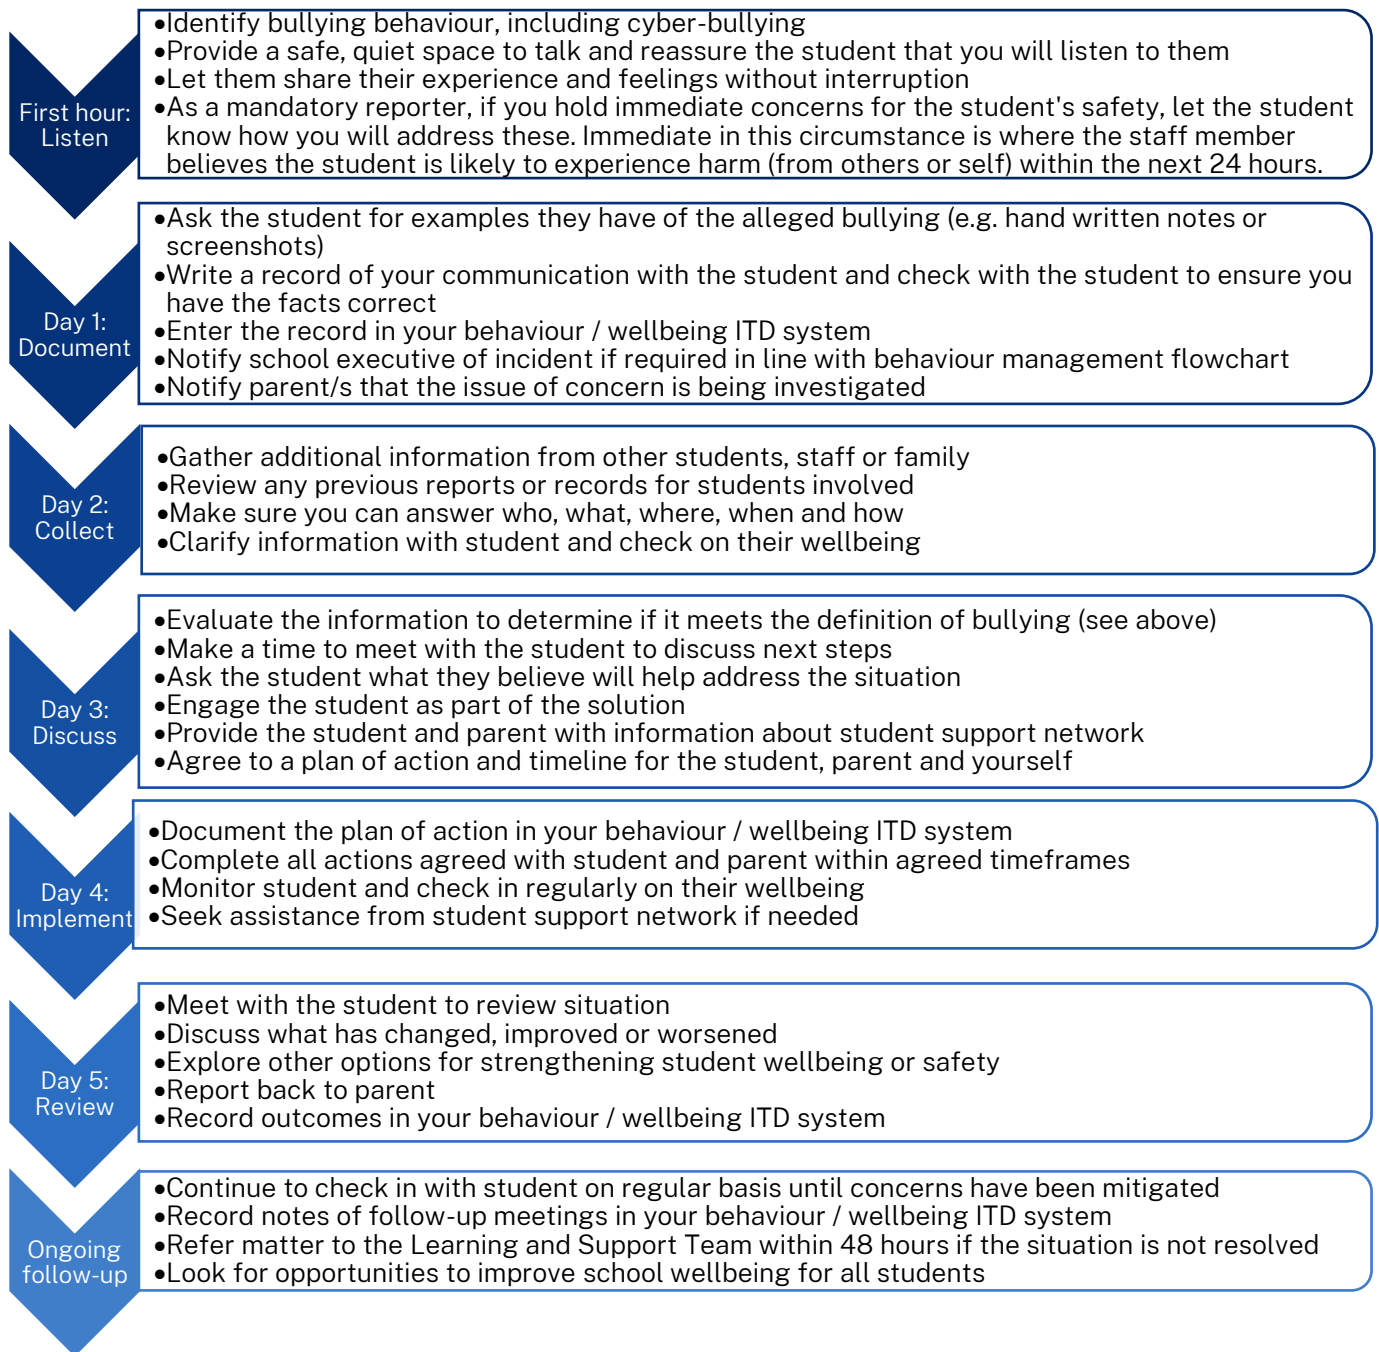 First hour:
Listen
•Identify bullying behaviour, including cyber-bullying
•Provide a safe, quiet space to talk and reassure the student that you will listen to them
•Let them share their experience and feelings without interruption
•As a mandatory reporter, if you hold immediate concerns for the student's safety, let the student
know how you will address these. Immediate in this circumstance is where the staff member
believes the student is likely to experience harm (from others or self) within the next 24 hours.
Day 1:
Document
•Ask the student for examples they have of the alleged bullying (e.g. hand written notes or
screenshots)
•Write a record of your communication with the student and check with the student to ensure you
have the facts correct
•Enter the record in your behaviour / wellbeing ITD system
•Notify school executive of incident if required in line with behaviour management flowchart
•Notify parent/s that the issue of concern is being investigated
Day 2:
Collect
•Gather additional information from other students, staff or family
•Review any previous reports or records for students involved
•Make sure you can answer who, what, where, when and how
•Clarify information with student and check on their wellbeing
Day 3:
Discuss
•Evaluate the information to determine if it meets the definition of bullying (see above)
•Make a time to meet with the student to discuss next steps
•Ask the student what they believe will help address the situation
•Engage the student as part of the solution
•Provide the student and parent with information about student support network
•Agree to a plan of action and timeline for the student, parent and yourself
Day 4:
Implement
•Document the plan of action in your behaviour / wellbeing ITD system
•Complete all actions agreed with student and parent within agreed timeframes
•Monitor student and check in regularly on their wellbeing
•Seek assistance from student support network if needed
Day 5:
Review
•Meet with the student to review situation
•Discuss what has changed, improved or worsened
•Explore other options for strengthening student wellbeing or safety
•Report back to parent
•Record outcomes in your behaviour / wellbeing ITD system
Ongoing
follow-up
•Continue to check in with student on regular basis until concerns have been mitigated
•Record notes of follow-up meetings in your behaviour / wellbeing ITD system
•Refer matter to the Learning and Support Team within 48 hours if the situation is not resolved
•Look for opportunities to improve school wellbeing for all students